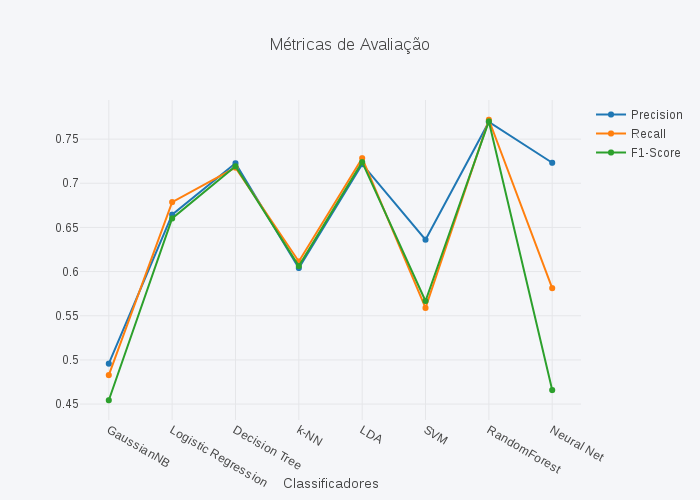 Métricas de Avaliação
Precision
Recall
F1-Score
0.75
0.7
0.65
0.6
0.55
0.5
0.45
GaussianNB
Logistic Regression
Decision Tree
k-NN
LDA
SVM
RandomForest
Neural Net
Classificadores